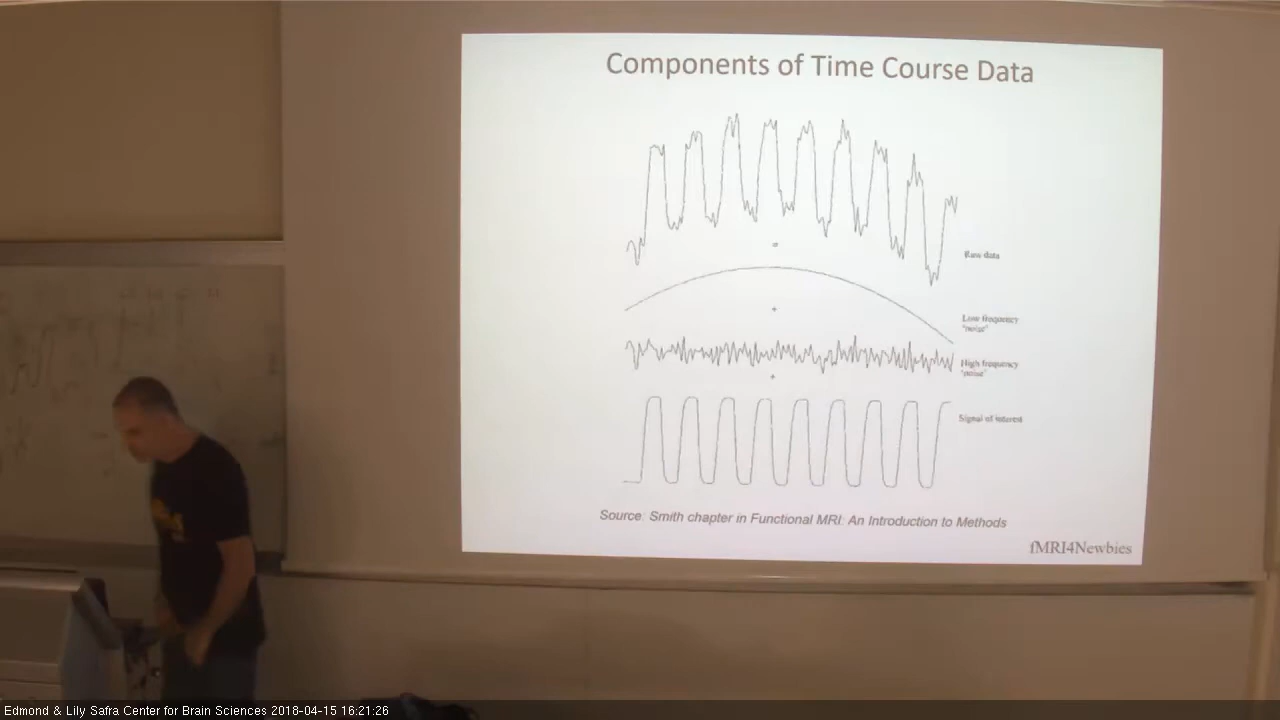 Components of Time Course Data
=
Raw data
+
Low frequency
"noise"
High frequency
"noise"
+
Signal of interest
Source: Smith chapter in Functional MRI: An Introduction to Methods
fMRI4Newbies
Edmond & Lily Safra Center for Brain Sciences 2018-04-15 16:21:26